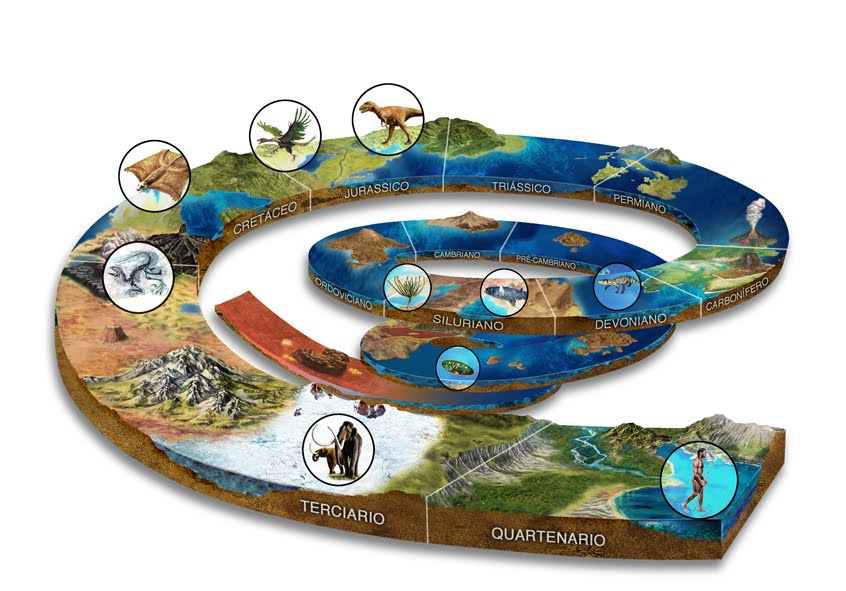 CRETÁCEO
JURÁSSICO
TRIÁSSICO
PERMIANO
CARBONÍFERO
DEVONIANO
SILURIANO
ORDOVICIANO
CAMBRIANO
PRÉ-CAMBRIANO
TERCIARIO
QUARTENARIO